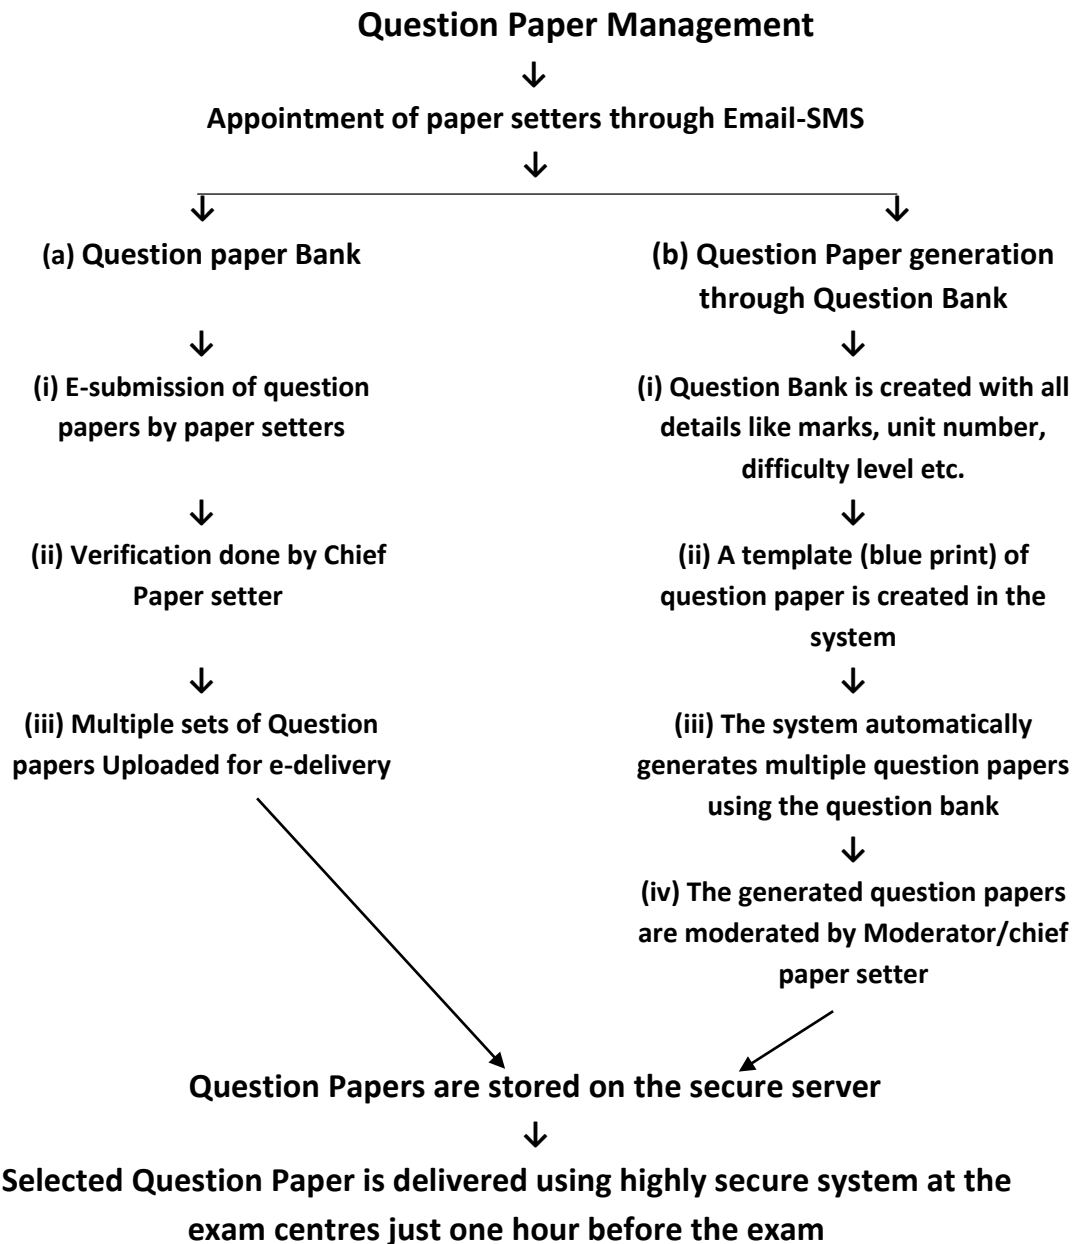 Question Paper Management
↓
Appointment of paper setters through Email-SMS
↓
↓
(a) Question paper Bank
↓
(i) E-submission of question
papers by paper setters
↓
(ii) Verification done by Chief
Paper setter
↓
(iii) Multiple sets of Question
papers Uploaded for e-delivery
↓
(b) Question Paper generation
through Question Bank
↓
(i) Question Bank is created with all
details like marks, unit number,
difficulty level etc.
↓
(ii) A template (blue print) of
question paper is created in the
system
↓
(iii) The system automatically
generates multiple question papers
using the question bank
↓
(iv) The generated question papers
are moderated by Moderator/chief
paper setter
Question Papers are stored on the secure server
↓
Selected Question Paper is delivered using highly secure system at the
exam centres just one hour before the exam